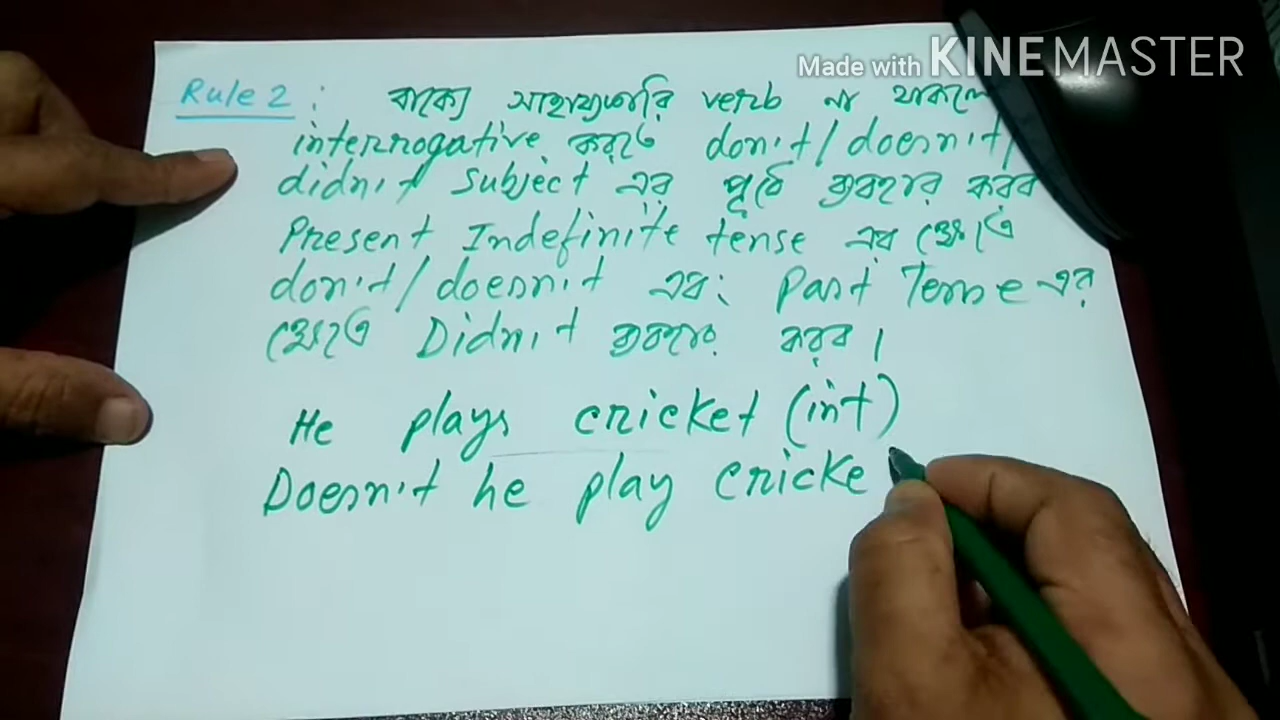 Made with KINEMASTER
Rule 2 : বাক্যে সাহায্যকারি verb না থাকলে
interrogative করতে don't/doesn't/
didn't subject এর পূর্বে ব্যবহার করব
Present Indefinite tense এর ক্ষেত্রে
don't/doesn't এবং Past Tense এর
ক্ষেত্রে Didn't ব্যবহার করব।
He plays cricket (int)
Doesn't he play cricke